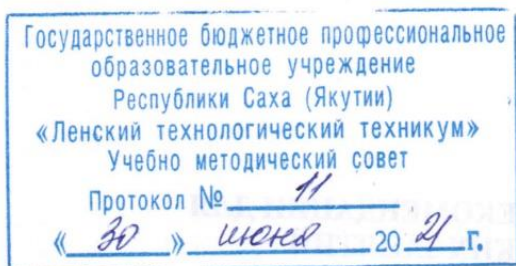 Государственное бюджетное профессиональное
образовательное учреждение
Республики Саха (Якутии)
«Ленский технологический техникум»
Учебно методический совет
Протокол № 11
« 30 » июня 20 21 г.